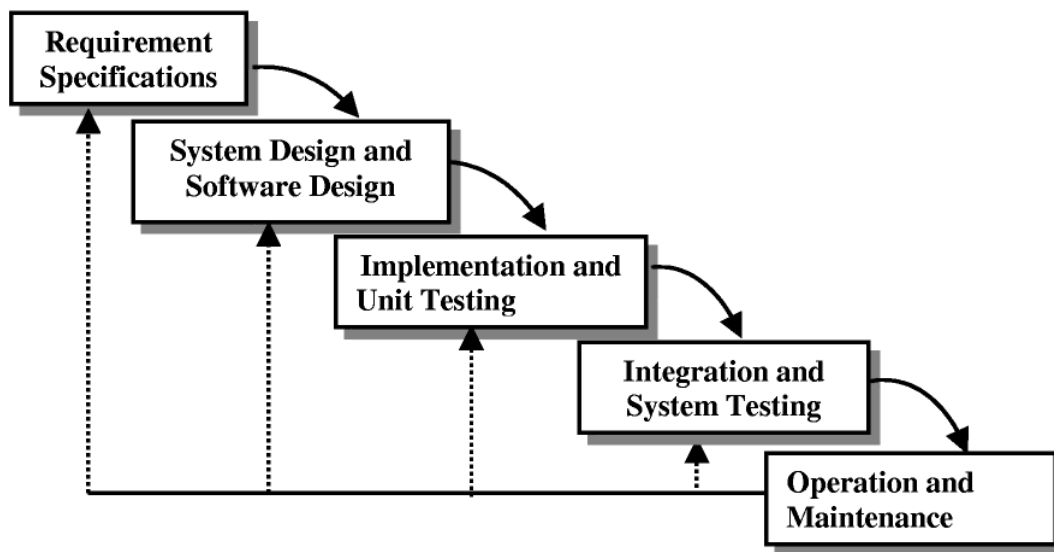 Requirement
Specifications
System Design and
Software Design
Implementation and
Unit Testing
Integration and
System Testing
Operation and
Maintenance